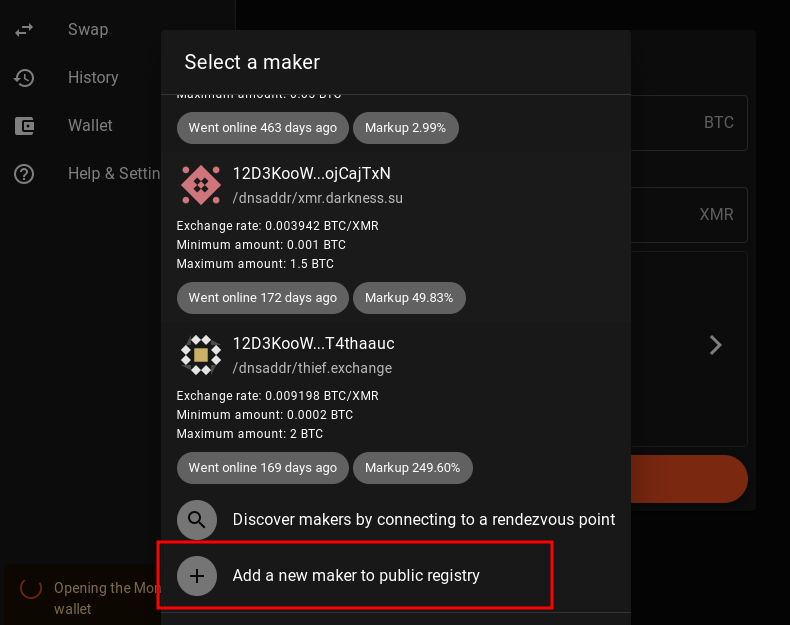 Swap
History
Wallet
Help & Settin
Opening the Mon
wallet
Select a maker
Maximum amount: 0.05 BTC
Went online 463 days ago
Markup 2.99%
12D3KooW...ojCajTxN
/dnsaddr/xmr.darkness.su
Exchange rate: 0.003942 BTC/XMR
Minimum amount: 0.001 BTC
Maximum amount: 1.5 BTC
Went online 172 days ago
Markup 49.83%
12D3KooW...T4thaauc
/dnsaddr/thief.exchange
Exchange rate: 0.009198 BTC/XMR
Minimum amount: 0.0002 BTC
Maximum amount: 2 BTC
Went online 169 days ago
Markup 249.60%
Discover makers by connecting to a rendezvous point
Add a new maker to public registry
BTC
XMR